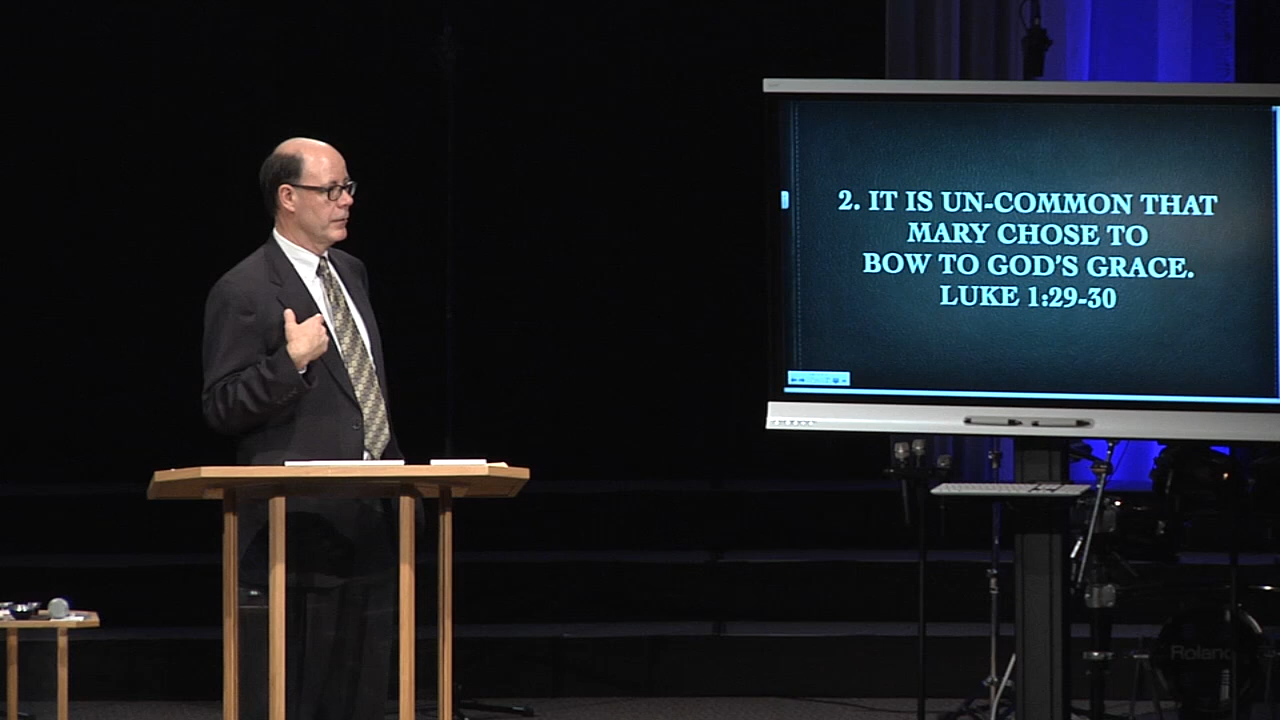 2. IT IS UN-COMMON THAT
MARY CHOSE TO
BOW TO GOD'S GRACE.
LUKE 1:29-30
Roland